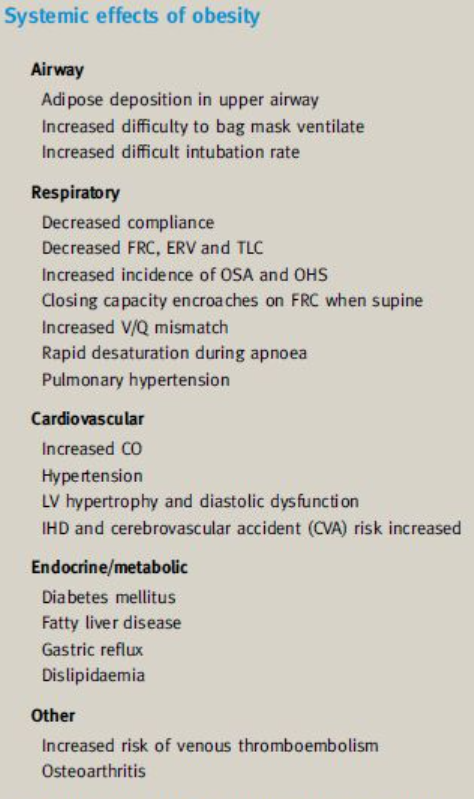 Systemic effects of obesity
Airway
Adipose deposition in upper airway
Increased difficulty to bag mask ventilate
Increased difficult intubation rate
Respiratory
Decreased compliance
Decreased FRC, ERV and TLC
Increased incidence of OSA and OHS
Closing capacity encroaches on FRC when supine
Increased V/Q mismatch
Rapid desaturation during apnoea
Pulmonary hypertension
Cardiovascular
Increased CO
Hypertension
LV hypertrophy and diastolic dysfunction
IHD and cerebrovascular accident (CVA) risk increased
Endocrine/metabolic
Diabetes mellitus
Fatty liver disease
Gastric reflux
Dislipidaemia
Other
Increased risk of venous thromboembolism
Osteoarthritis